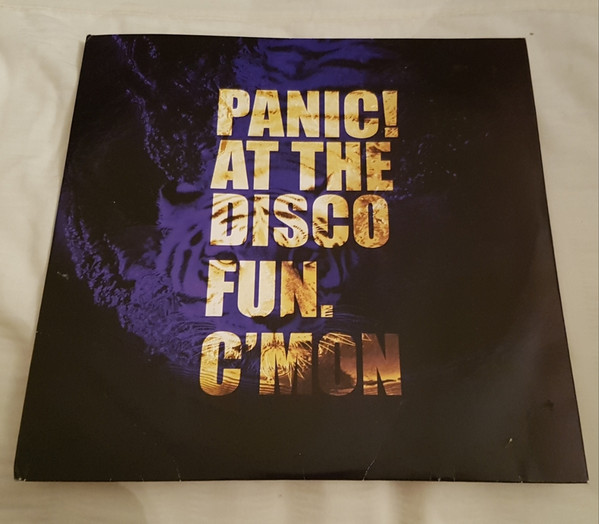 PANIC!
AT THE
DISCO
FUN.
C'MON